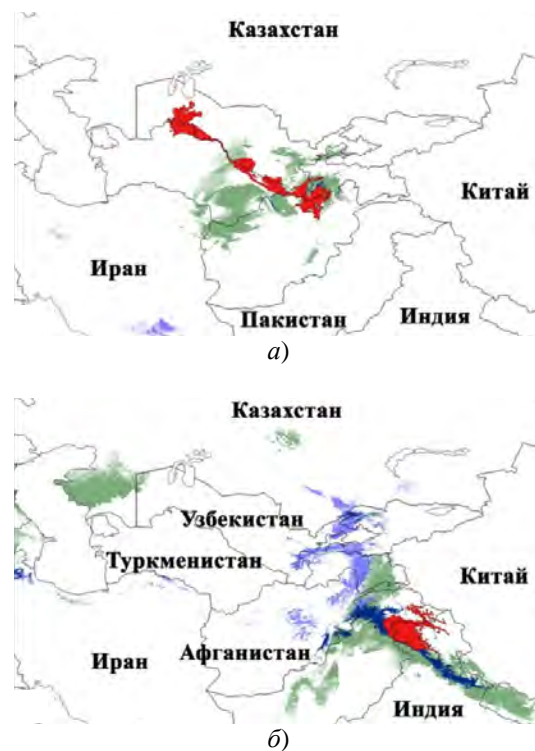 Казахстан
Китай
Иран
Пакистан
Индия
а)
Казахстан
Узбекистан
Туркменистан
Китай
Афганистан
Иран
Индия
б)